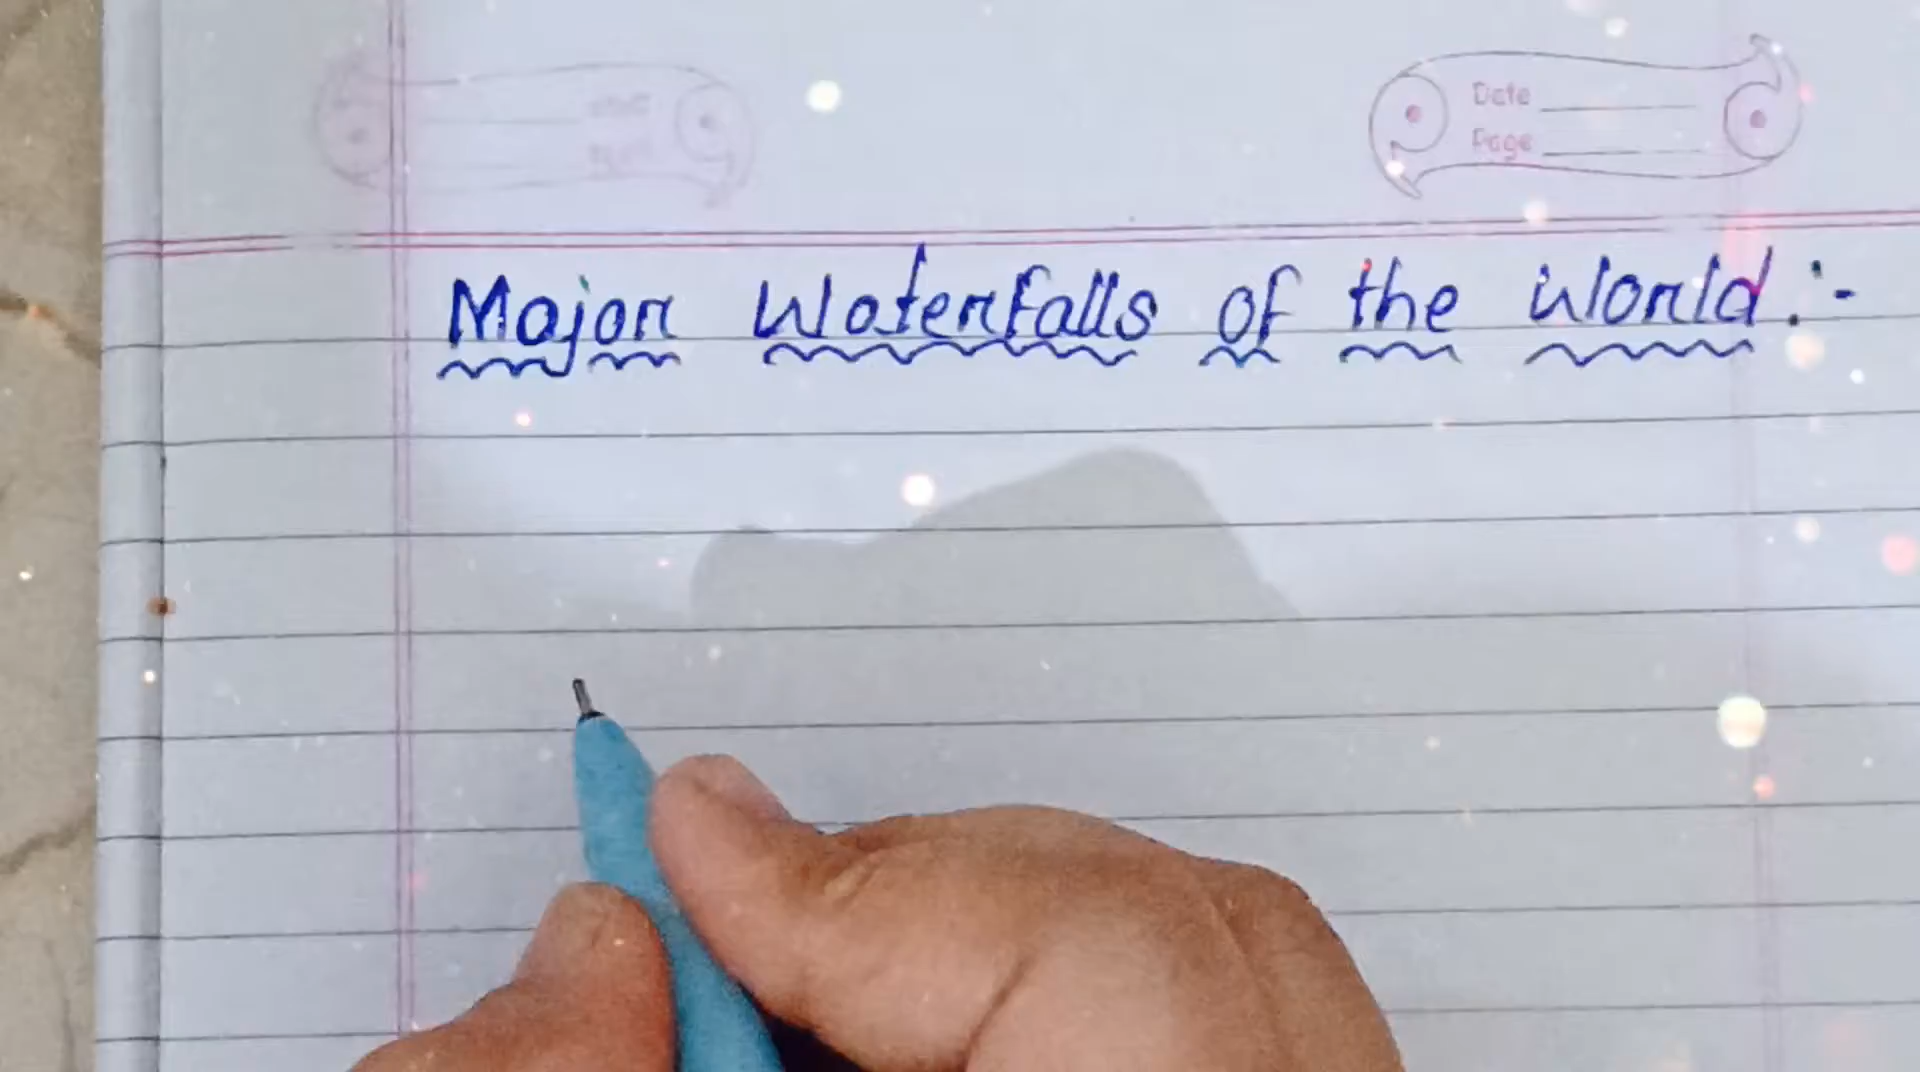 Date
Page
Major Waterfalls of the World :-